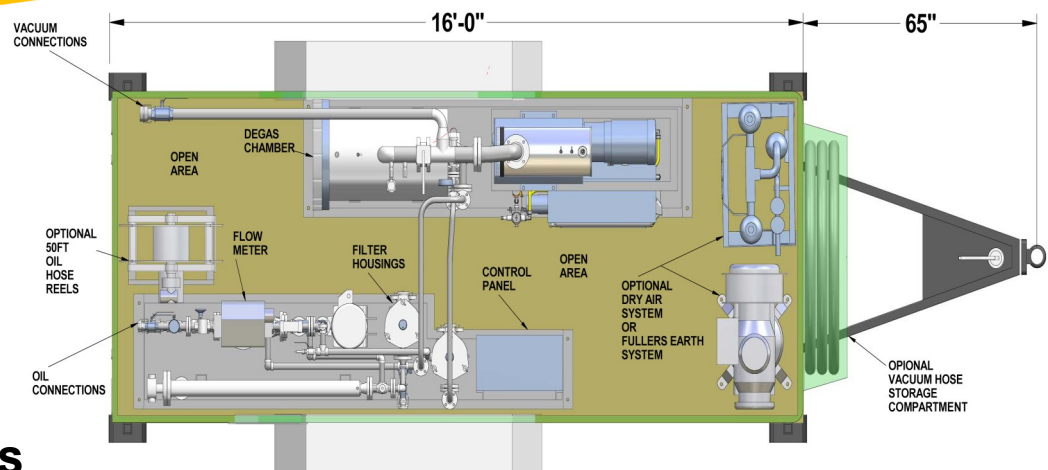 16'-0"
65"
VACUUM
CONNECTIONS
DEGAS
CHAMBER
OPEN
AREA
OPTIONAL
50FT
OIL
HOSE
REELS
FLOW
METER
FILTER
HOUSINGS
CONTROL
PANEL
OPEN
AREA
OPTIONAL
DRY AIR
SYSTEM
OR
FULLERS EARTH
SYSTEM
OIL
CONNECTIONS
OPIONAL
VACUUM HOSE
STORAGE
COMPARTMENT
s